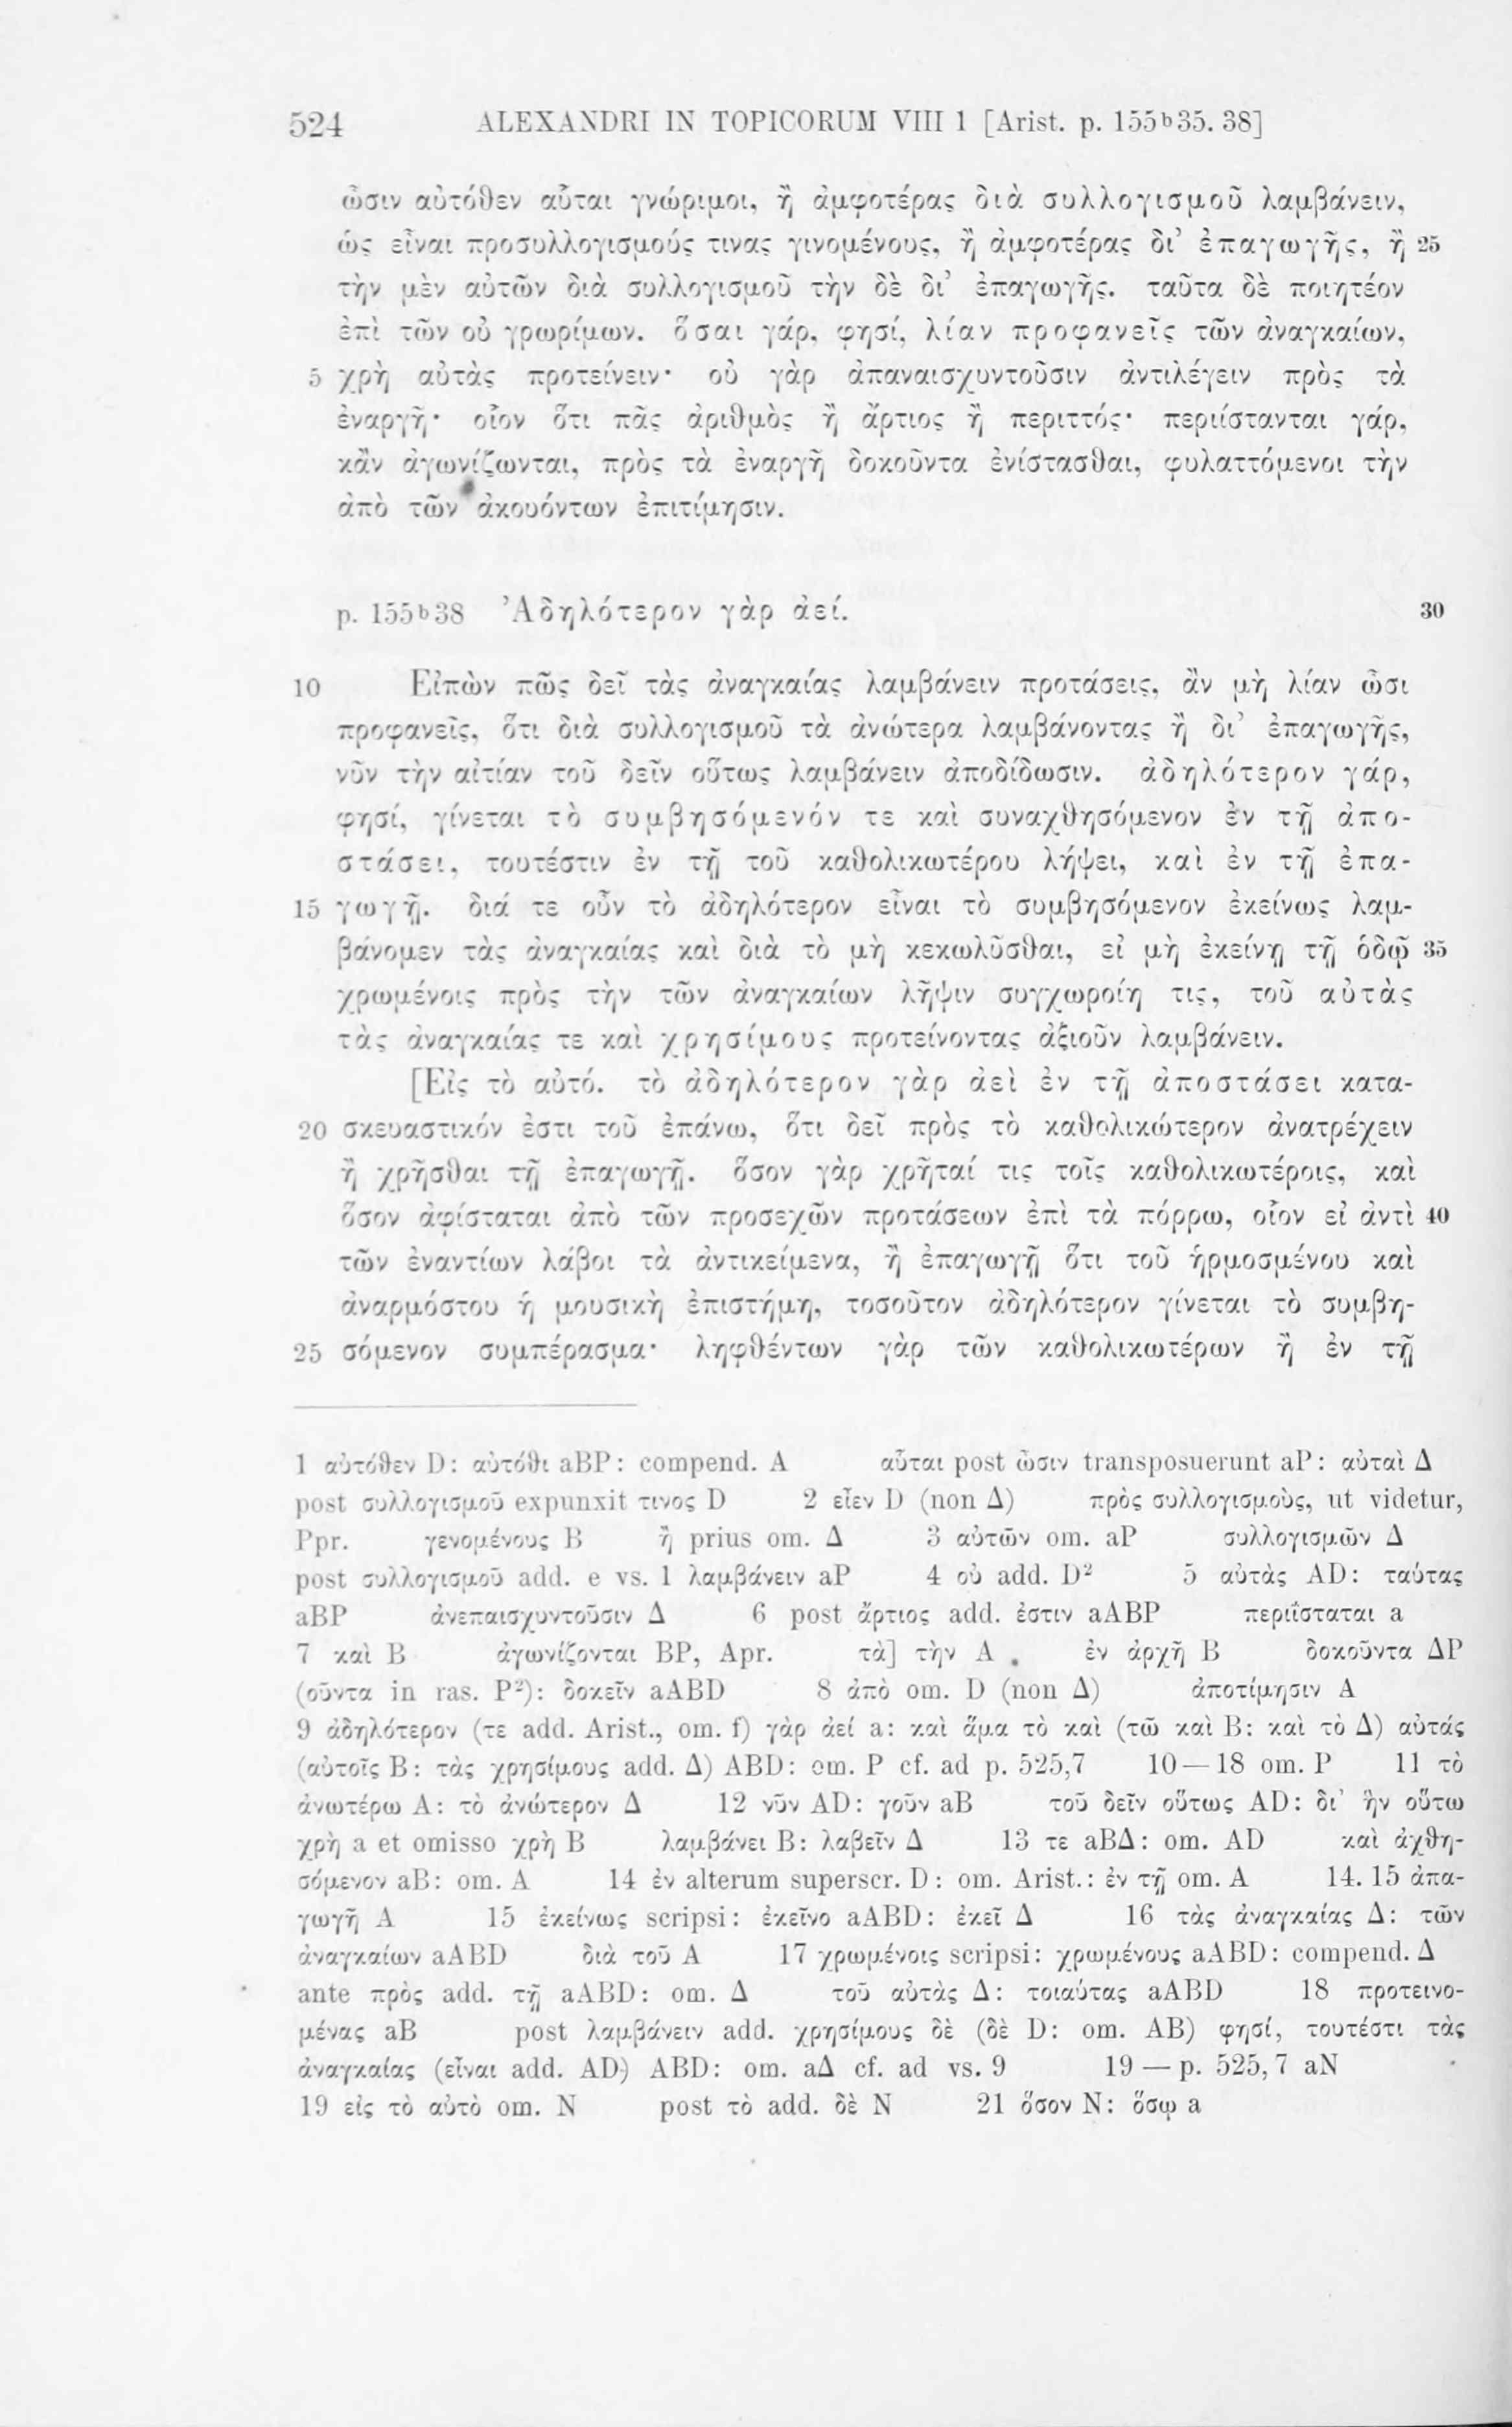 524 ALEXANDRI IN TOPICORUM VIII 1 [Arist. p. 155ᵇ35. 38]
ὦσιν αὐτόθεν αὗται γνώριμοι, ἢ ἀμφοτέρας διὰ συλλογισμοῦ λαμβάνειν,
ὡς εἶναι προσυλλογισμούς τινας γινομένους, ἢ ἀμφοτέρας δι’ ἐπαγωγῆς, ἢ 25
τὴν μὲν αὐτῶν διὰ συλλογισμοῦ τὴν δὲ δι’ ἐπαγωγῆς. ταῦτα δὲ ποιητέον
ἐπὶ τῶν οὐ γρωρίμων. ὅσαι γάρ, φησί, λίαν προφανεῖς τῶν ἀναγκαίων,
5 χρὴ αὐτὰς προτείνειν· οὐ γὰρ ἀπαναισχυντοῦσιν ἀντιλέγειν πρὸς τὰ
ἐναργῆ· οἷον ὅτι πᾶς ἀριθμὸς ἢ ἄρτιος ἢ περιττός· περιίστανται γάρ,
κἂν ἀγωνίζωνται, πρὸς τὰ ἐναργῆ δοκοῦντα ἐνίστασθαι, φυλαττόμενοι τὴν
ἀπὸ τῶν ἀκουόντων ἐπιτίμησιν.
p. 155ᵇ38 Ἀδηλότερον γὰρ ἀεί. 30
10 Εἰπὼν πῶς δεῖ τὰς ἀναγκαίας λαμβάνειν προτάσεις, ἂν μὴ λίαν ὦσι
προφανεῖς, ὅτι διὰ συλλογισμοῦ τὰ ἀνώτερα λαμβάνοντας ἢ δι’ ἐπαγωγῆς,
νῦν τὴν αἰτίαν τοῦ δεῖν οὕτως λαμβάνειν ἀποδίδωσιν. ἀδηλότερον γάρ,
φησί, γίνεται τὸ συμβησόμενόν τε καὶ συναχθησόμενον ἐν τῇ ἀπο-
στάσει, τουτέστιν ἐν τῇ τοῦ καθολικωτέρου λήψει, καὶ ἐν τῇ ἐπα-
15 γωγῇ. διά τε οὖν τὸ ἀδηλότερον εἶναι τὸ συμβησόμενον ἐκείνως λαμ-
βάνομεν τὰς ἀναγκαίας καὶ διὰ τὸ μὴ κεκωλῦσθαι, εἰ μὴ ἐκείνῃ τῇ ὁδῷ 35
χρωμένοις πρὸς τὴν τῶν ἀναγκαίων λῆψιν συγχωροίη τις, τοῦ αὐτὰς
τὰς ἀναγκαίας τε καὶ χρησίμους προτείνοντας ἀξιοῦν λαμβάνειν.
[Εἰς τὸ αὐτό. τὸ ἀδηλότερον γὰρ ἀεὶ ἐν τῇ ἀποστάσει κατα-
20 σκευαστικόν ἐστι τοῦ ἐπάνω, ὅτι δεῖ πρὸς τὸ καθολικώτερον ἀνατρέχειν
ἢ χρῆσθαι τῇ ἐπαγωγῇ. ὅσον γὰρ χρῆταί τις τοῖς καθολικωτέροις, καὶ
ὅσον ἀφίσταται ἀπὸ τῶν προσεχῶν προτάσεων ἐπὶ τὰ πόρρω, οἷον εἰ ἀντὶ 40
τῶν ἐναντίων λάβοι τὰ ἀντικείμενα, ἢ ἐπαγωγῇ ὅτι τοῦ ἡρμοσμένου καὶ
ἀναρμόστου ἡ μουσικὴ ἐπιστήμη, τοσοῦτον ἀδηλότερον γίνεται τὸ συμβη-
25 σόμενον συμπέρασμα· ληφθέντων γὰρ τῶν καθολικωτέρων ἢ ἐν τῇ
1 αὐτόθεν D: αὐτόθι aBP: compend. A αὗται post ὦσιν transposuerunt aP: αὐταὶ Δ
post συλλογισμοῦ expunxit τινος D 2 εἶεν D (non Δ) πρὸς συλλογισμοὺς, ut videtur,
Ppr. γενομένους B ἢ prius om. Δ 3 αὐτῶν om. aP συλλογισμῶν Δ
post συλλογισμοῦ add. e vs. 1 λαμβάνειν aP 4 οὐ add. D² 5 αὐτὰς AD: ταύτας
aBP ἀνεπαισχυντοῦσιν Δ 6 post ἄρτιος add. ἐστιν aABP περιΐσταται a
7 καὶ B ἀγωνίζονται BP, Apr. τὰ] τὴν A ἐν ἀρχῇ B δοκοῦντα ΔP
(οῦντα in ras. P²): δοκεῖν aABD 8 ἀπὸ om. D (non Δ) ἀποτίμησιν A
9 ἀδηλότερον (τε add. Arist., om. f) γὰρ ἀεί a: καὶ ἅμα τὸ καὶ (τῶ καὶ B: καὶ τὸ Δ) αὐτάς
(αὐτοῖς B: τὰς χρησίμους add. Δ) ABD: om. P cf. ad p. 525,7 10—18 om. P 11 τὸ
ἀνωτέρω A: τὸ ἀνώτερον Δ 12 νῦν AD: γοῦν aB τοῦ δεῖν οὕτως AD: δι’ ἣν οὕτω
χρὴ a et omisso χρὴ B λαμβάνει B: λαβεῖν Δ 13 τε aBΔ: om. AD καὶ ἀχθη-
σόμενον aB: om. A 14 ἐν alterum superscr. D: om. Arist.: ἐν τῇ om. A 14. 15 ἀπα-
γωγῇ A 15 ἐκείνως scripsi: ἐκεῖνο aABD: ἐκεῖ Δ 16 τὰς ἀναγκαίας Δ: τῶν
ἀναγκαίων aABD διὰ τοῦ A 17 χρωμένοις scripsi: χρωμένους aABD: compend. Δ
ante πρὸς add. τῇ aABD: om. Δ τοῦ αὐτὰς Δ: τοιαύτας aABD 18 προτεινο-
μένας aB post λαμβάνειν add. χρησίμους δὲ (δὲ D: om. AB) φησί, τουτέστι τὰς
ἀναγκαίας (εἶναι add. AD) ABD: om. aΔ cf. ad vs. 9 19 — p. 525, 7 aN
19 εἰς τὸ αὐτὸ om. N post τὸ add. δὲ N 21 ὅσον N: ὅσῳ a